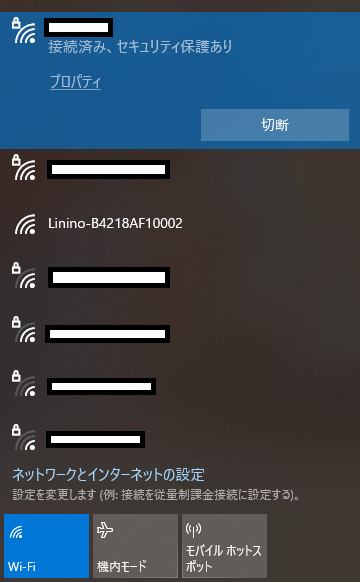 接続済み、セキュリティ保護あり
プロパティ
切断
Linino-B4218AF10002
ネットワークとインターネットの設定
設定を変更します (例: 接続を従量制課金接続に設定する)。
Wi-Fi
機内モード
モバイル ホットス
ポット